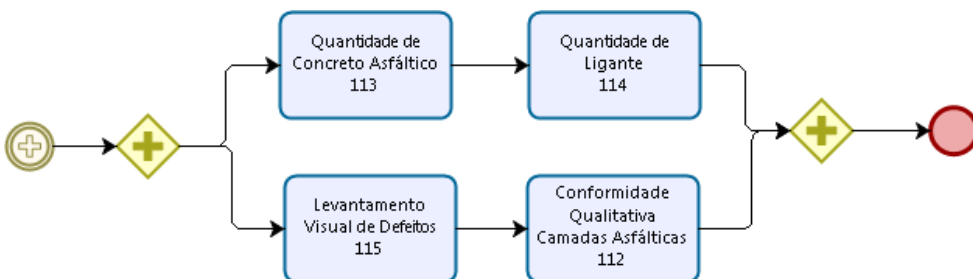 Quantidade de
Concreto Asfáltico
113
Quantidade de
Ligante
114
Levantamento
Visual de Defeitos
115
Conformidade
Qualitativa
Camadas Asfálticas
112